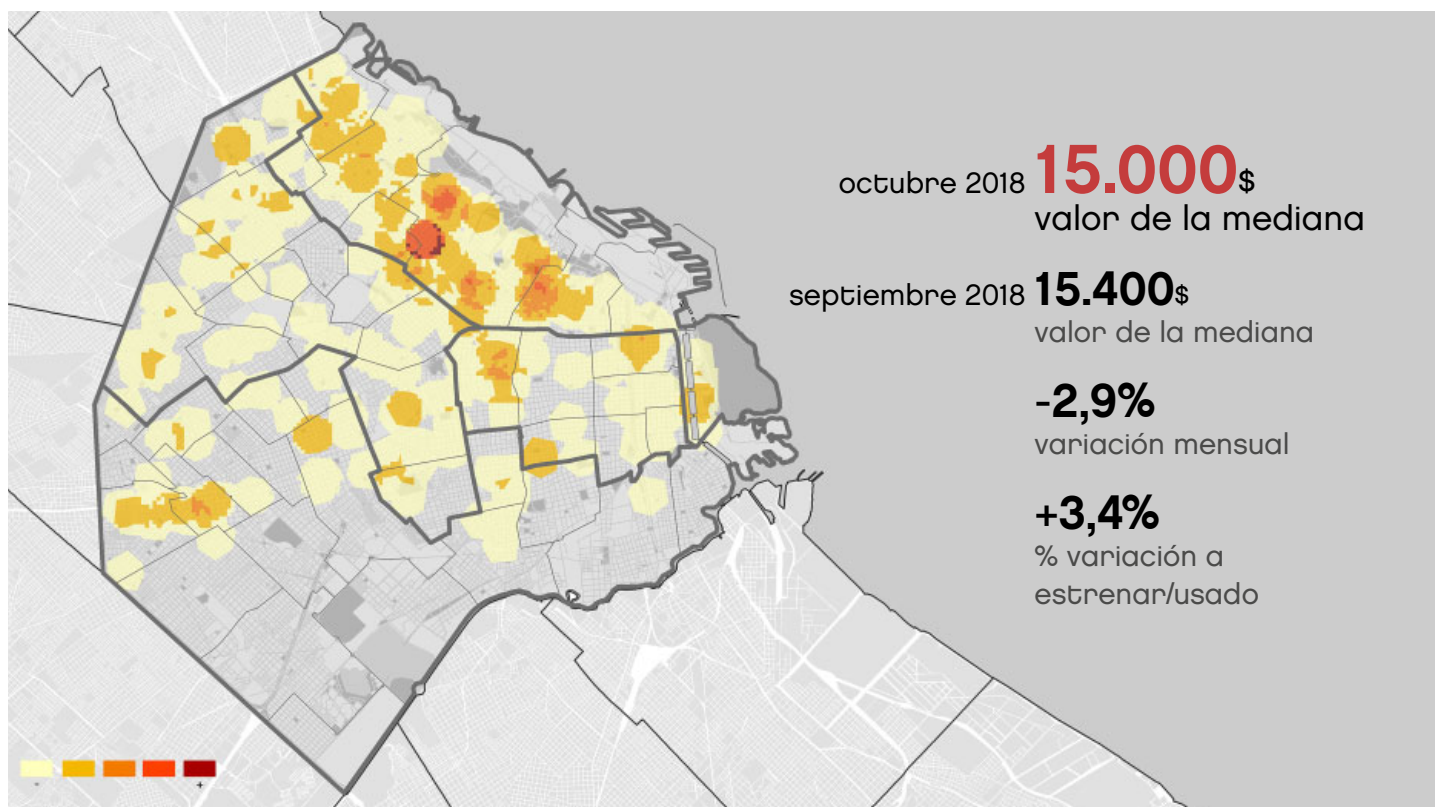 octubre 2018 15.000$
valor de la mediana
septiembre 2018 15.400$
valor de la mediana
-2,9%
variación mensual
+3,4%
% variación a
estrenar/usado
- +